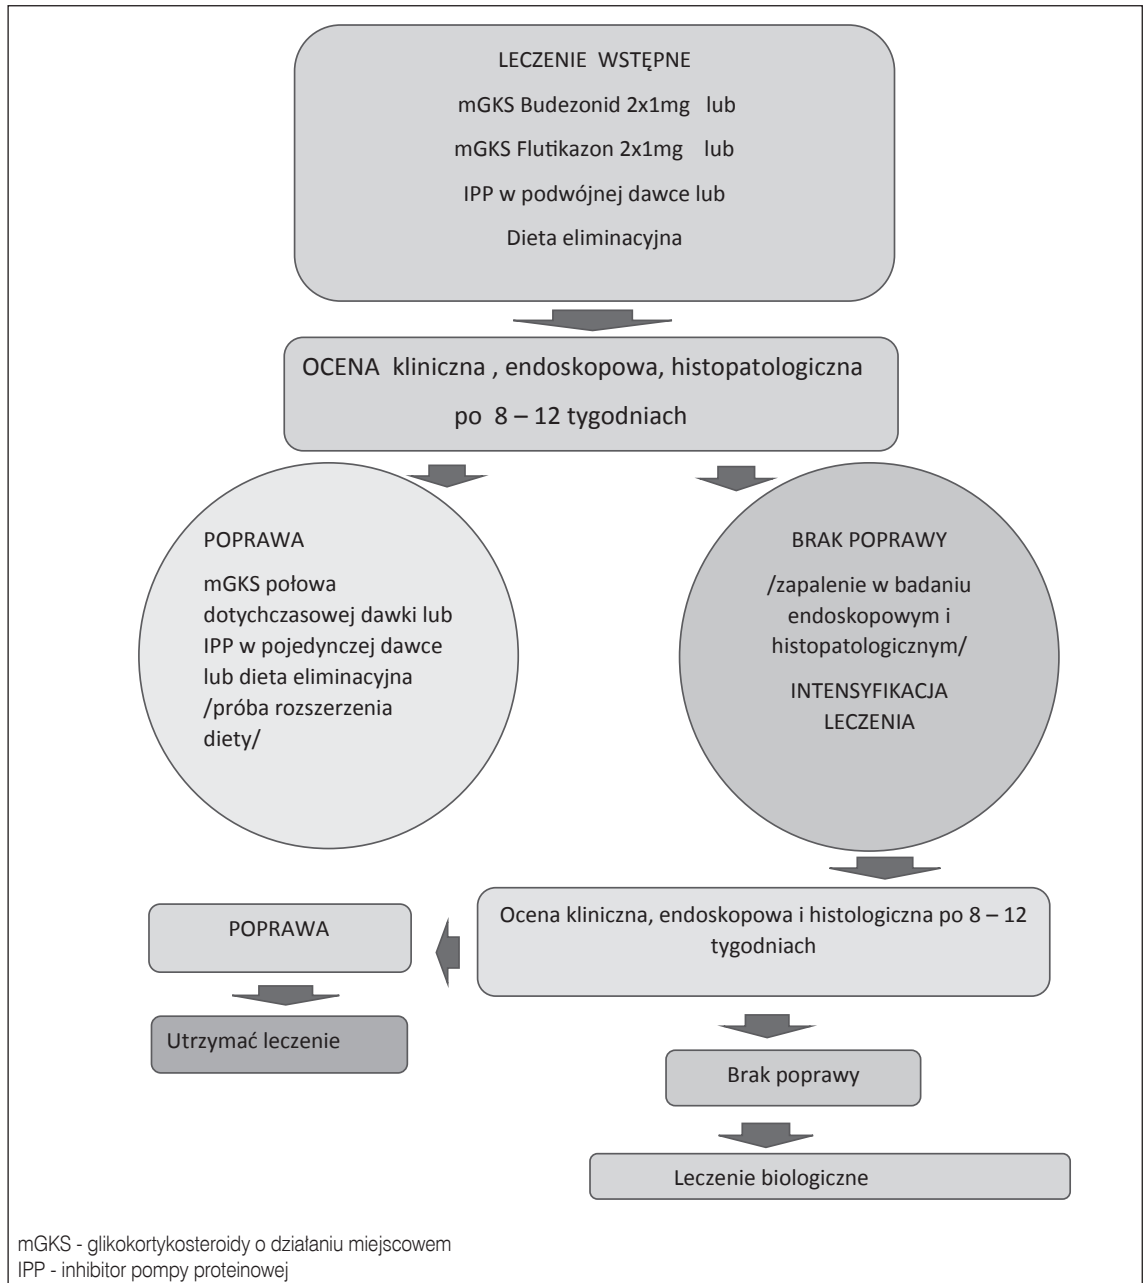 LECZENIE WSTĘPNE
mGKS Budezonid 2x1mg lub
mGKS Flutikazon 2x1mg lub
IPP w podwójnej dawce lub
Dieta eliminacyjna
OCENA kliniczna , endoskopowa, histopatologiczna
po 8 – 12 tygodniach
POPRAWA
mGKS połowa
dotychczasowej dawki lub
IPP w pojedynczej dawce
lub dieta eliminacyjna
/próba rozszerzenia
diety/
BRAK POPRAWY
/zapalenie w badaniu
endoskopowym i
histopatologicznym/
INTENSYFIKACJA
LECZENIA
Ocena kliniczna, endoskopowa i histologiczna po 8 – 12
tygodniach
POPRAWA
Utrzymać leczenie
Brak poprawy
Leczenie biologiczne
mGKS - glikokortykosteroidy o działaniu miejscowem
IPP - inhibitor pompy proteinowej